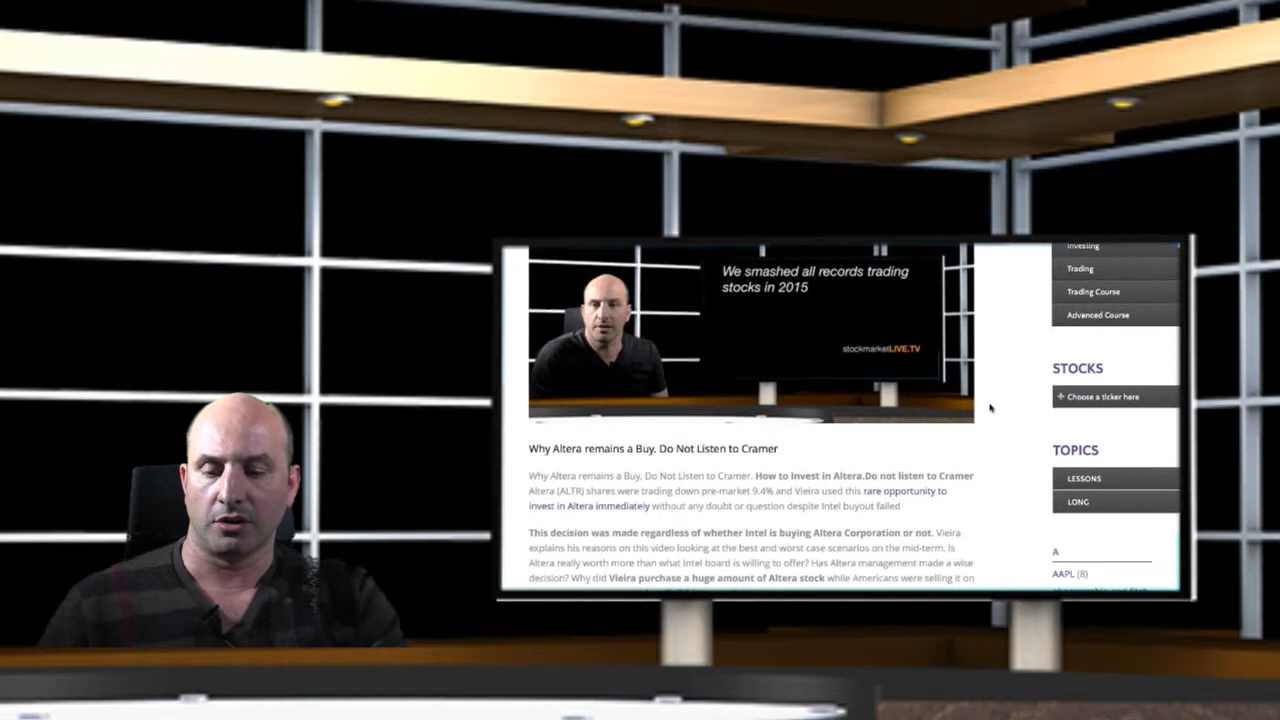 We smashed all records trading
stocks in 2015
stockmarketLIVE.TV
Why Altera remains a Buy. Do Not Listen to Cramer
Why Altera remains a Buy. Do Not Listen to Cramer. How to Invest in Altera.Do not listen to Cramer
Altera (ALTR) shares were trading down pre-market 9.4% and Vieira used this rare opportunity to
invest in Altera immediately without any doubt or question despite Intel buyout failed
This decision was made regardless of whether Intel is buying Altera Corporation or not. Vieira
explains his reasons on this video looking at the best and worst case scenarios on the mid-term. Is
Altera really worth more than what Intel board is willing to offer? Has Altera management made a wise
decision? Why did Vieira purchase a huge amount of Altera stock while Americans were selling it on
Investing
Trading
Trading Course
Advanced Course
STOCKS
Choose a ticker here
TOPICS
LESSONS
LONG
A
AAPL (8)